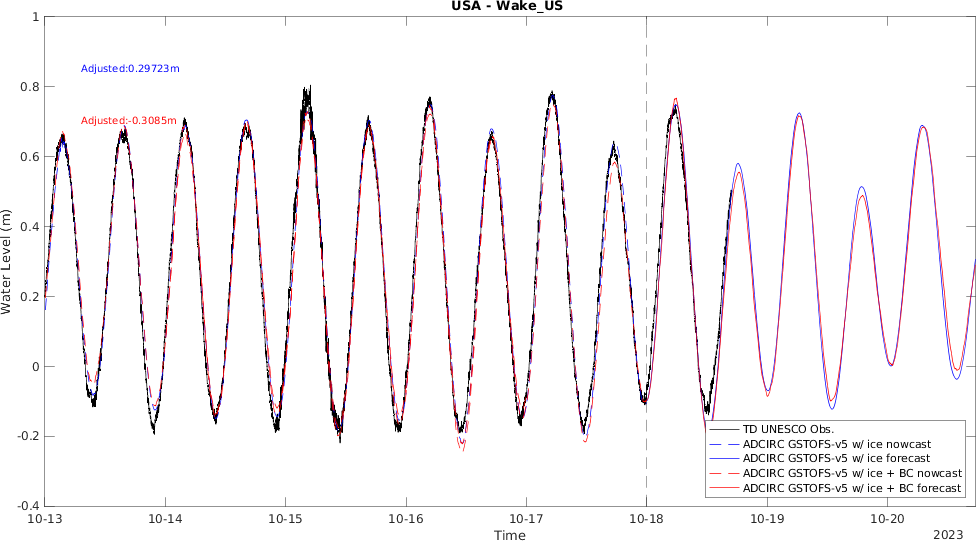 USA - Wake_US
Adjusted:0.29723m
Adjusted:-0.3085m
Water Level (m)
1
0.8
0.6
0.4
0.2
0
-0.2
-0.4
10-13 10-14 10-15 10-16 10-17 10-18 10-19 10-20
Time
2023
TD UNESCO Obs.
ADCIRC GSTOFS-v5 w/ ice nowcast
ADCIRC GSTOFS-v5 w/ ice forecast
ADCIRC GSTOFS-v5 w/ ice + BC nowcast
ADCIRC GSTOFS-v5 w/ ice + BC forecast